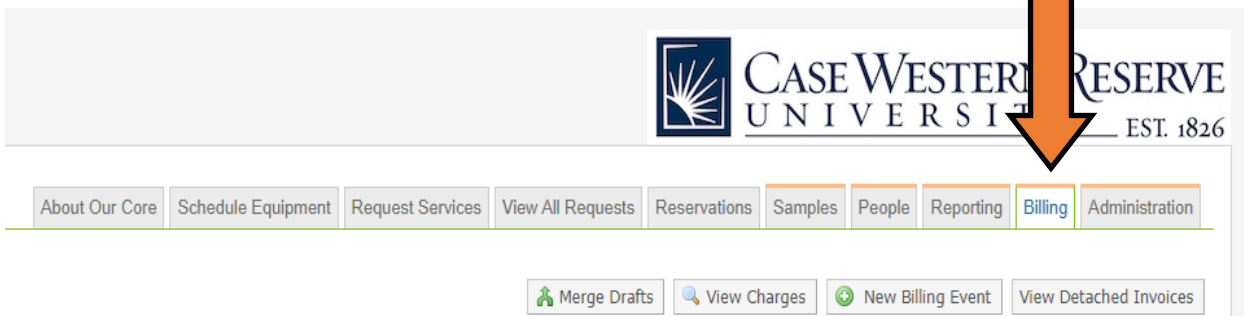 CASE WESTERN RESERVE
UNIVERSIT
EST. 1826
About Our Core Schedule Equipment Request Services View All Requests Reservations Samples People Reporting Billing Administration
Merge Drafts View Charges New Billing Event View Detached Invoices